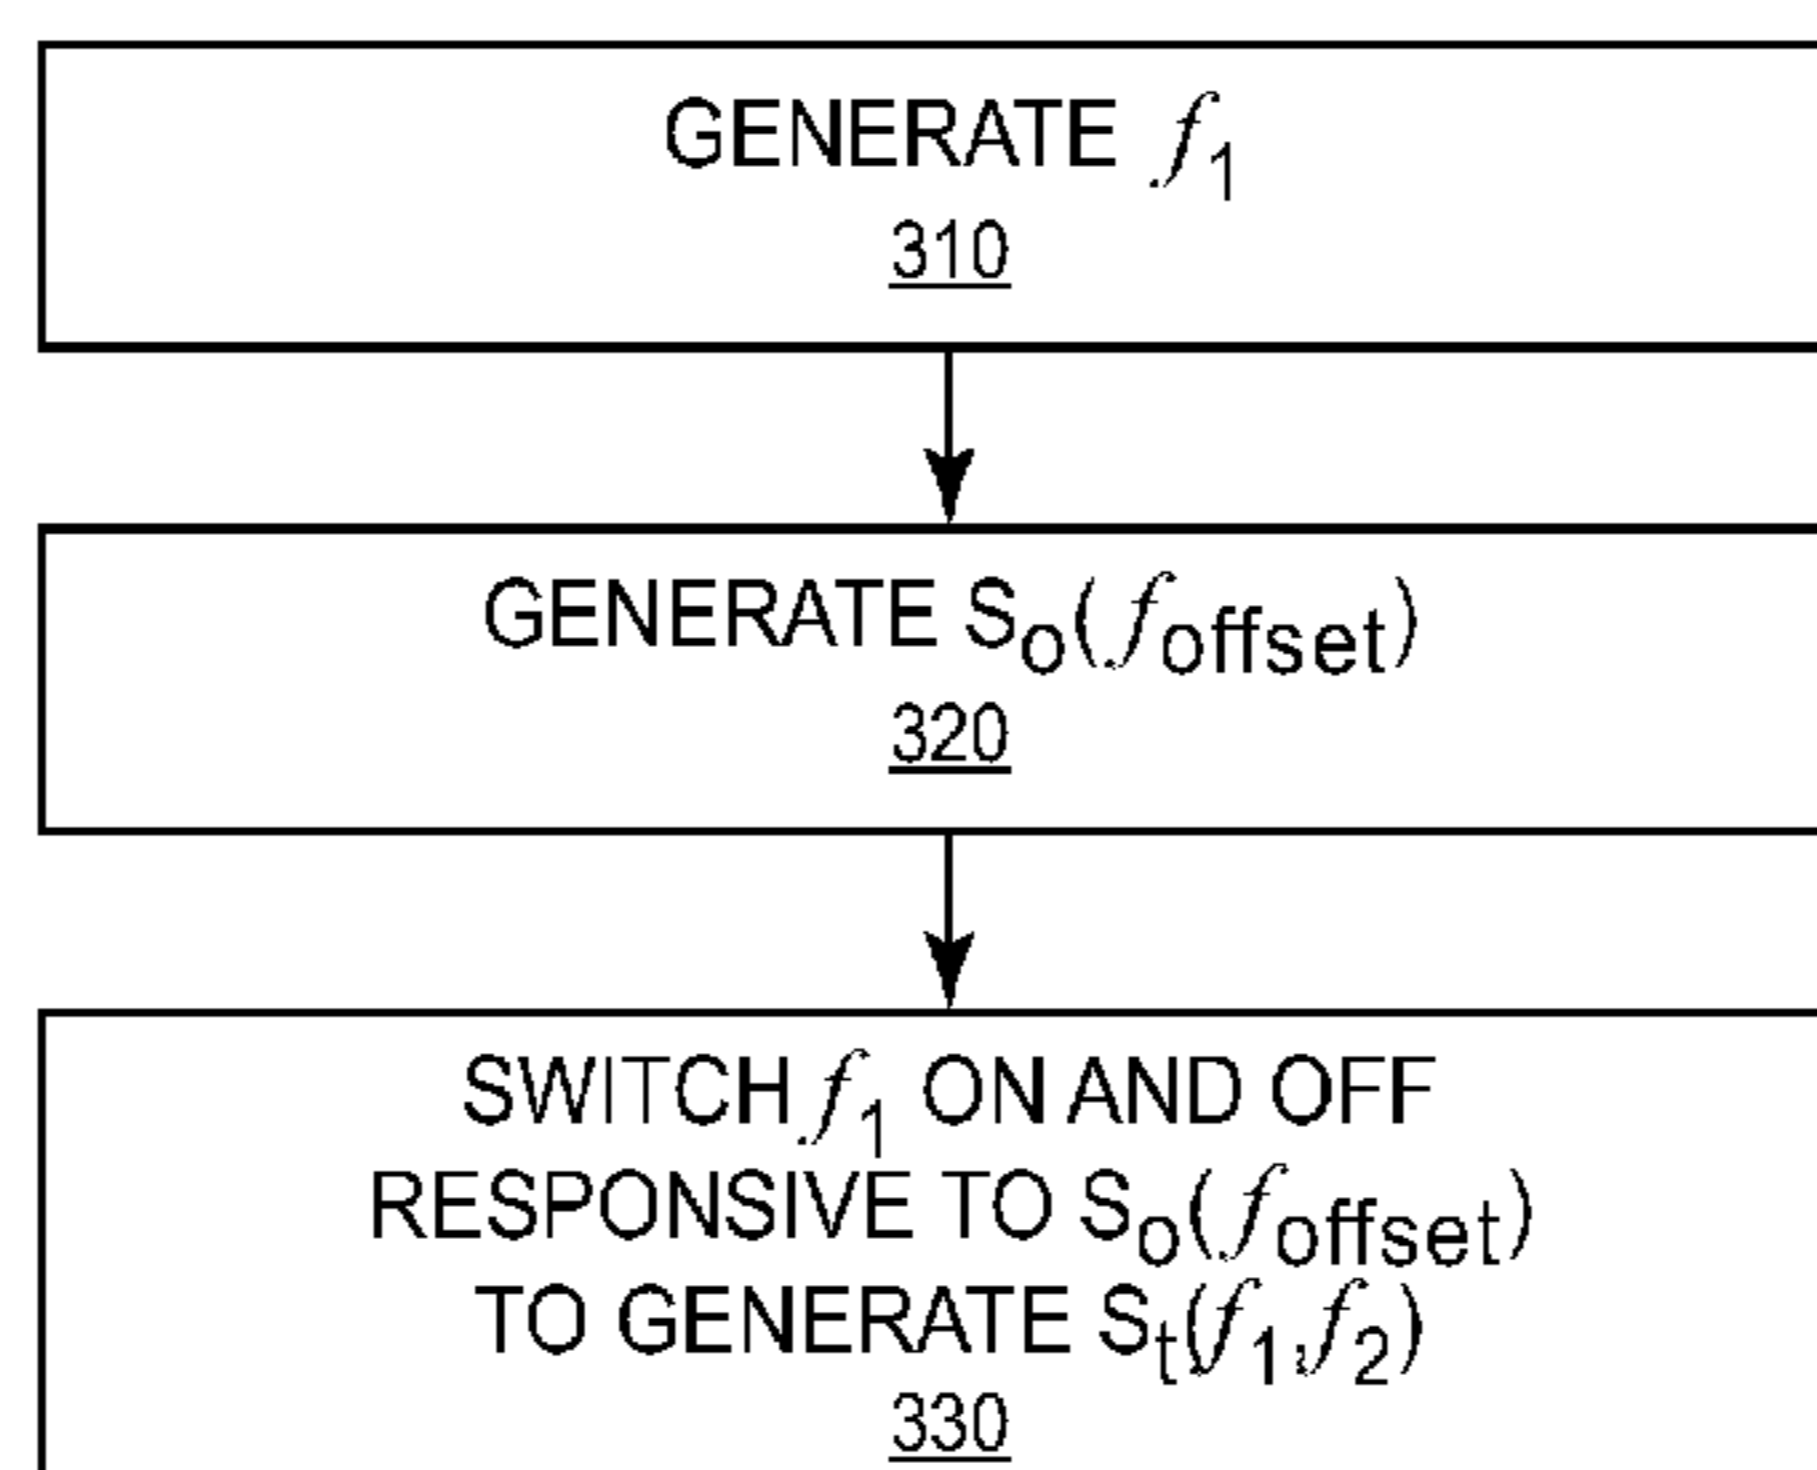 GENERATE f1
310
GENERATE So(foffset)
320
SWITCH f1 ON AND OFF
RESPONSIVE TO So(foffset)
TO GENERATE St(f1,f2)
330